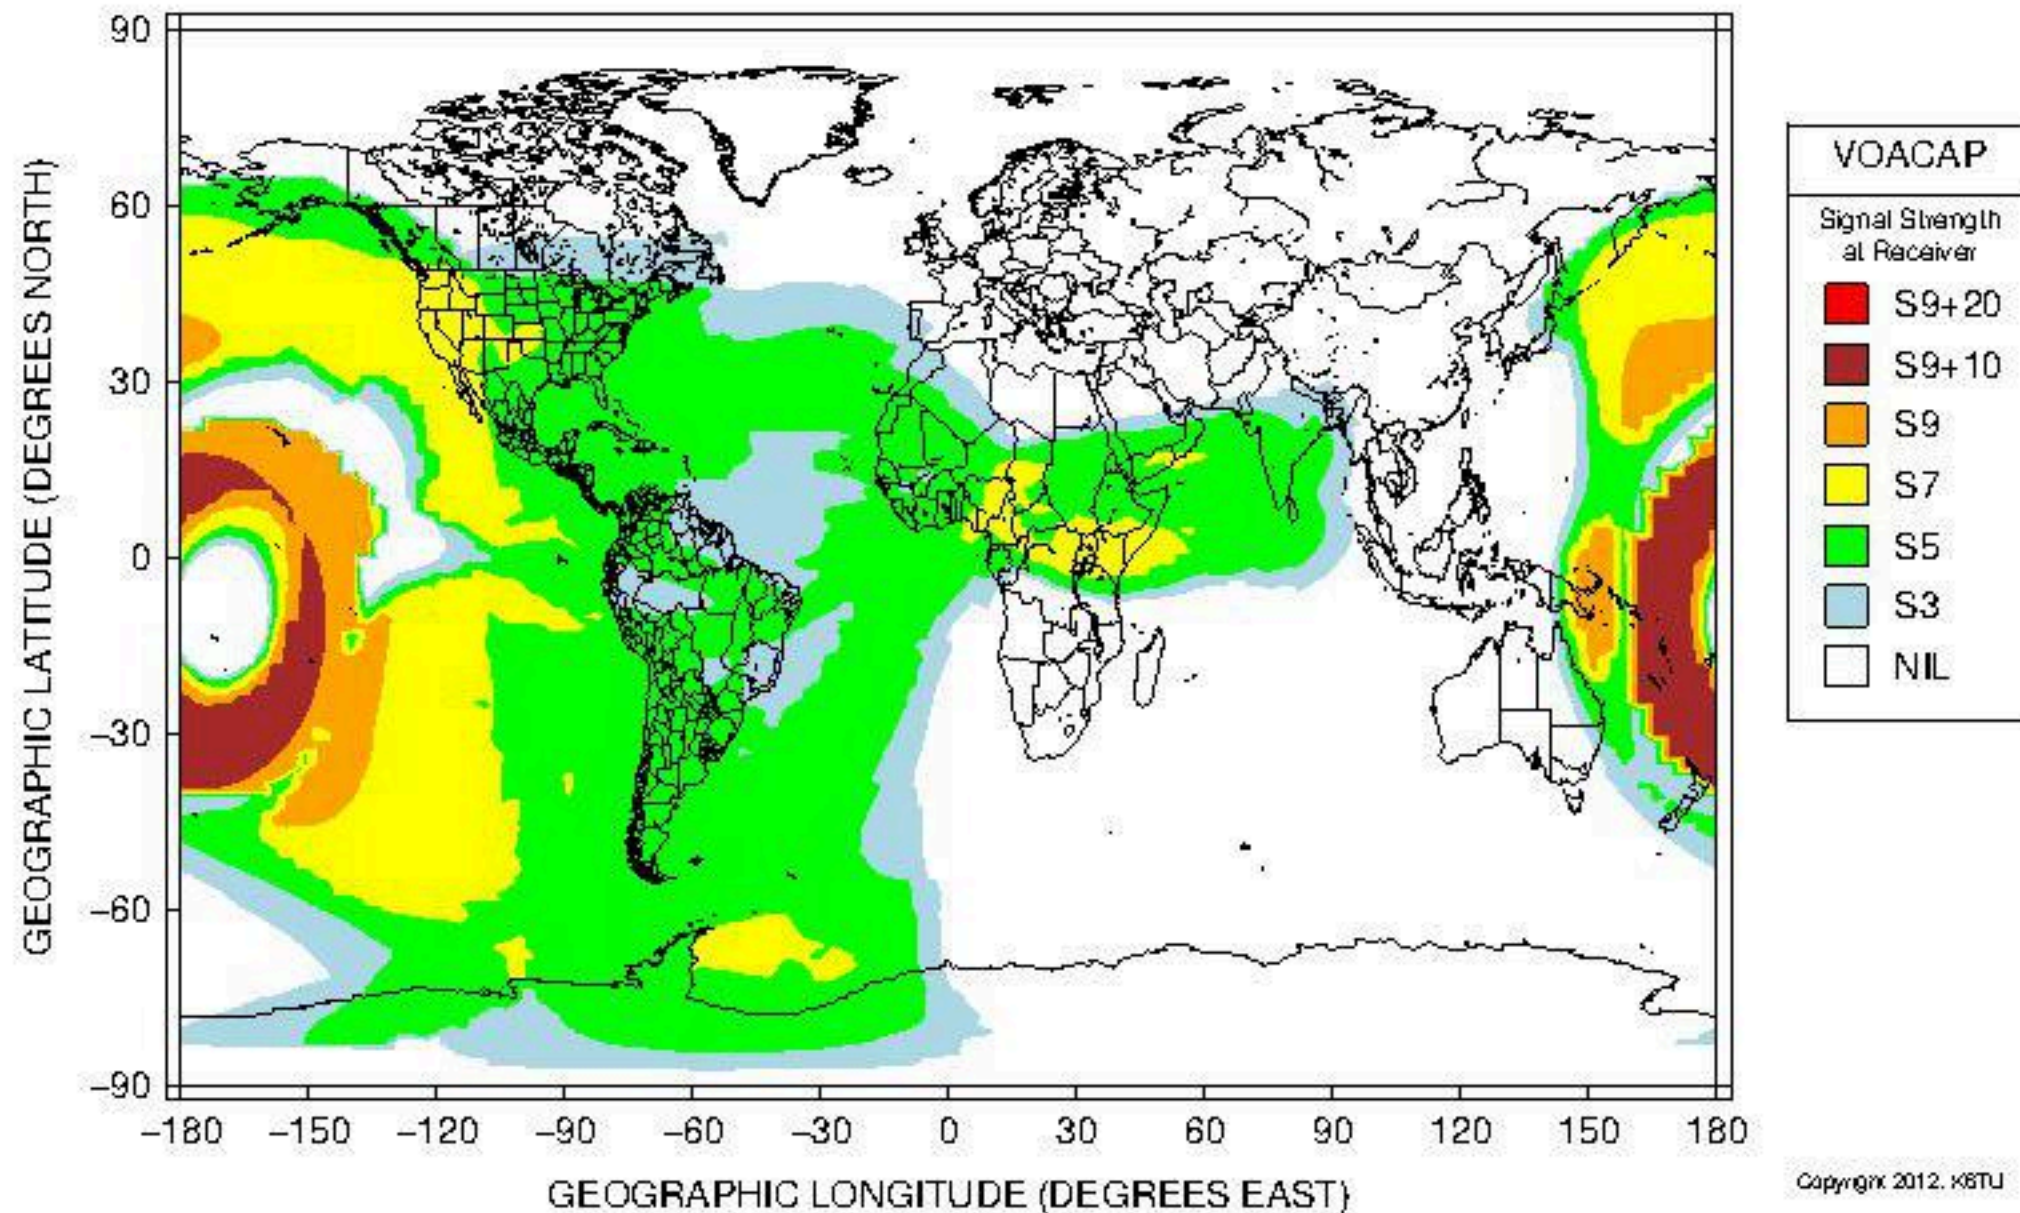 90
60
30
0
−30
−60
−90
GEOGRAPHIC LATITUDE (DEGREES NORTH)
−180 −150 −120 −90 −60 −30 0 30 60 90 120 150 180
GEOGRAPHIC LONGITUDE (DEGREES EAST)
VOACAP
Signal Strength
at Receiver
S9+20
S9+10
S9
S7
S5
S3
NIL
Copyright 2012, K6TU